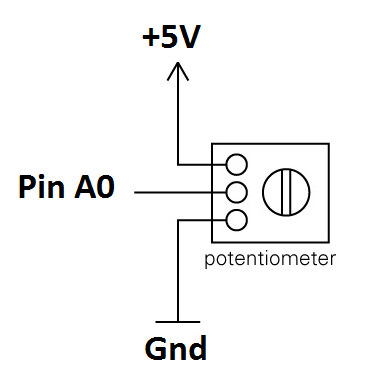 +5V
Pin A0
potentiometer
Gnd